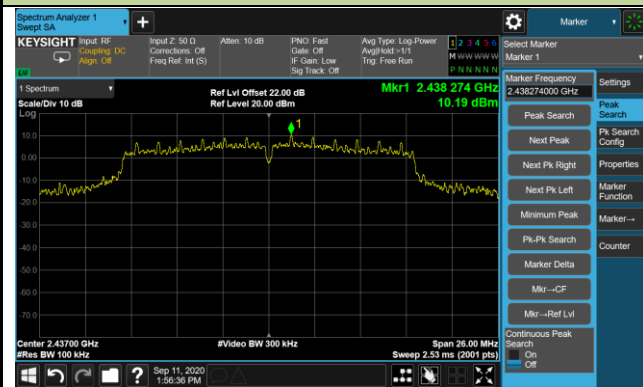 Spectrum Analyzer 1
Swept SA
Marker
KEYSIGHT
Input: RF
Coupling: DC
Align: Off
Input Z: 50 Ω
Corrections: Off
Freq Ref: Int (S)
Atten: 10 dB
PNO: Fast
Gate: Off
IF Gain: Low
Sig Track: Off
Avg Type: Log-Power
Avg|Hold:>1/1
Trig: Free Run
1 2 3 4 5 6
M W W W W W
P N N N N N
Select Marker
Marker 1
1 Spectrum
Scale/Div 10 dB
Log
Ref Lvl Offset 22.00 dB
Ref Level 20.00 dBm
Mkr1 2.438 274 GHz
10.19 dBm
1
10.0
0.00
-10.0
-20.0
-30.0
-40.0
-50.0
-60.0
-70.0
Center 2.43700 GHz
#Res BW 100 kHz
#Video BW 300 kHz
Span 26.00 MHz
Sweep 2.53 ms (2001 pts)
Marker Frequency
2.438274000 GHz
Peak Search
Next Peak
Next Pk Right
Next Pk Left
Minimum Peak
Pk-Pk Search
Marker Delta
Mkr→CF
Mkr→Ref Lvl
Continuous Peak
Search
On
Off
Settings
Peak
Search
Pk Search
Config
Properties
Marker
Function
Marker→
Counter
?
Sep 11, 2020
1:56:36 PM